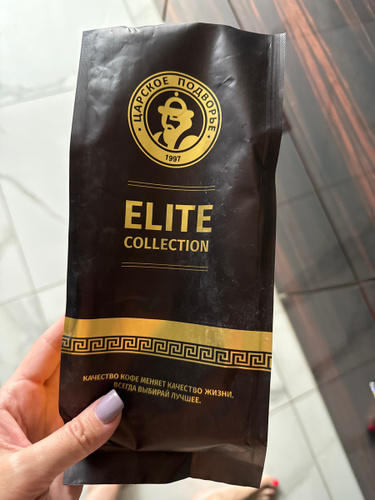 • ЦАРСКОЕ ПОДВОРЬЕ •
1997
ELITE
COLLECTION
КАЧЕСТВО КОФЕ МЕНЯЕТ КАЧЕСТВО ЖИЗНИ.
ВСЕГДА ВЫБИРАЙ ЛУЧШЕЕ.